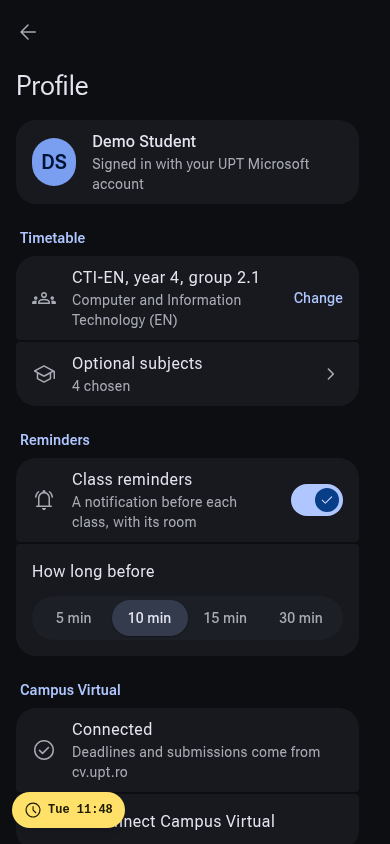 Profile
DS
Demo Student
Signed in with your UPT Microsoft
account
Timetable
CTI-EN, year 4, group 2.1
Computer and Information
Technology (EN)
Change
Optional subjects
4 chosen
Reminders
Class reminders
A notification before each
class, with its room
How long before
5 min
10 min
15 min
30 min
Campus Virtual
Connected
Deadlines and submissions come from
cv.upt.ro
Tue 11:48
Campus Virtual